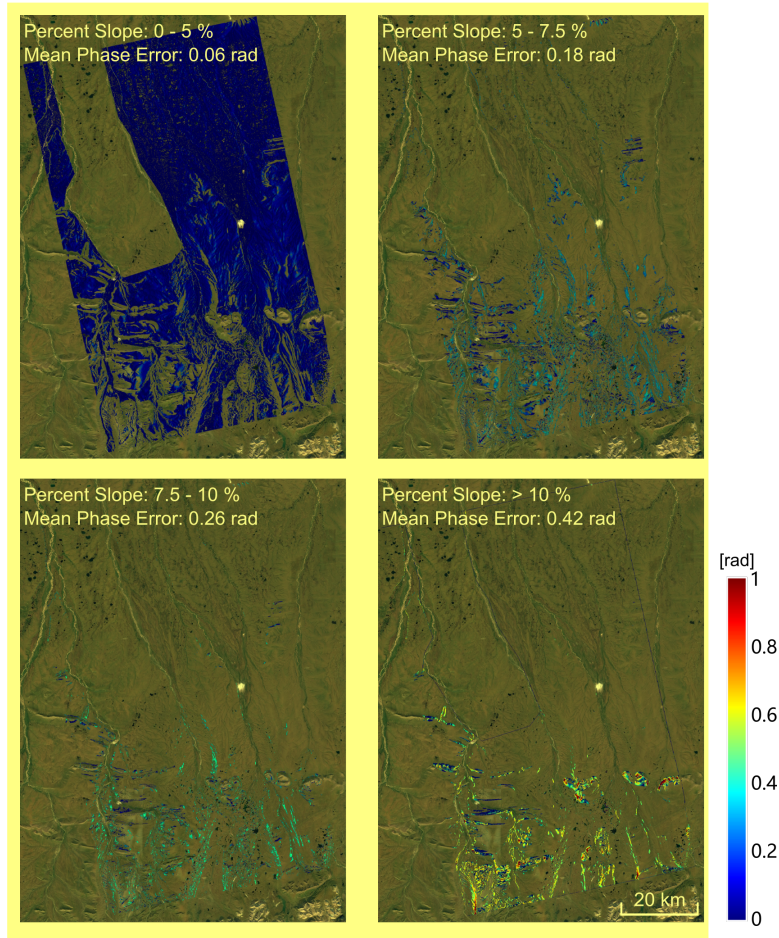 Percent Slope: 0 - 5 %
Mean Phase Error: 0.06 rad
Percent Slope: 5 - 7.5 %
Mean Phase Error: 0.18 rad
Percent Slope: 7.5 - 10 %
Mean Phase Error: 0.26 rad
Percent Slope: > 10 %
Mean Phase Error: 0.42 rad
20 km
[rad]
1
0.8
0.6
0.4
0.2
0